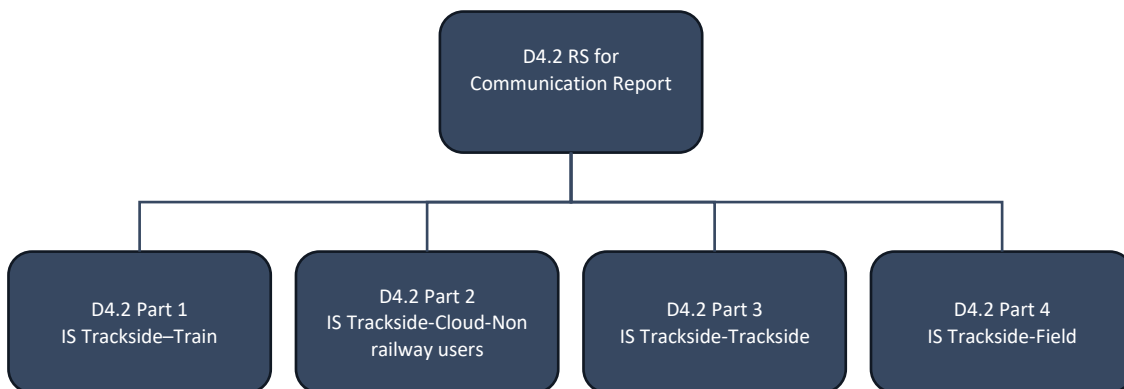 D4.2 RS for
Communication Report
D4.2 Part 1
IS Trackside–Train
D4.2 Part 2
IS Trackside-Cloud-Non
railway users
D4.2 Part 3
IS Trackside-Trackside
D4.2 Part 4
IS Trackside-Field